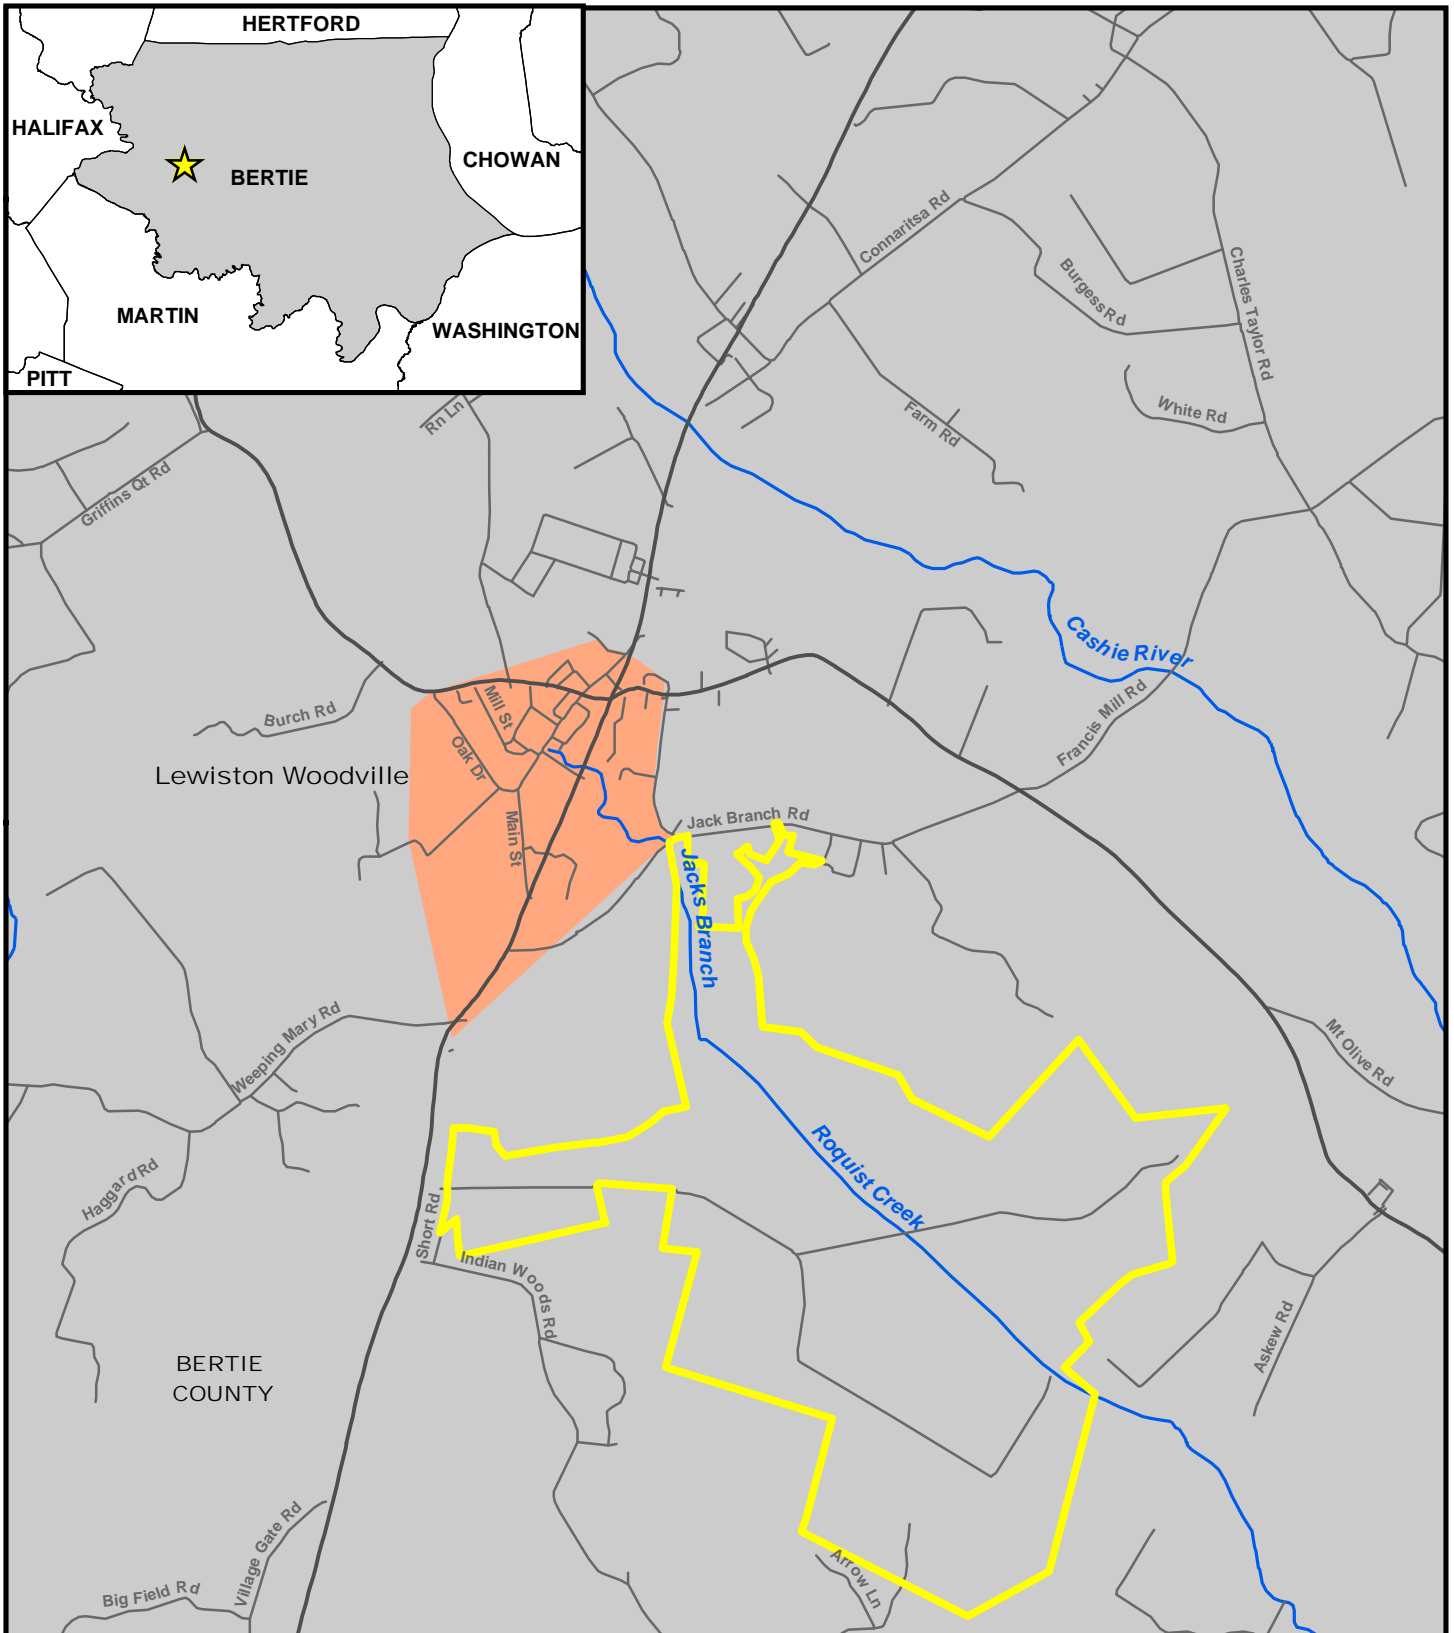 HERTFORD
HALIFAX
CHOWAN
BERTIE
MARTIN
WASHINGTON
PITT
Connaritsa Rd
Burgess Rd
Charles Taylor Rd
Rn Ln
Farm Rd
White Rd
Griffins Qt Rd
Cashie River
Burch Rd
Mill St
Francis Mill Rd
Oak Dr
Lewiston Woodville
Main St
Jack Branch Rd
Jacks Branch
Weeping Mary Rd
Mt Olive Rd
Haggard Rd
Roquist Creek
Short Rd
Indian Woods Rd
Askew Rd
BERTIE
COUNTY
Village Gate Rd
Arrow Ln
Big Field Rd